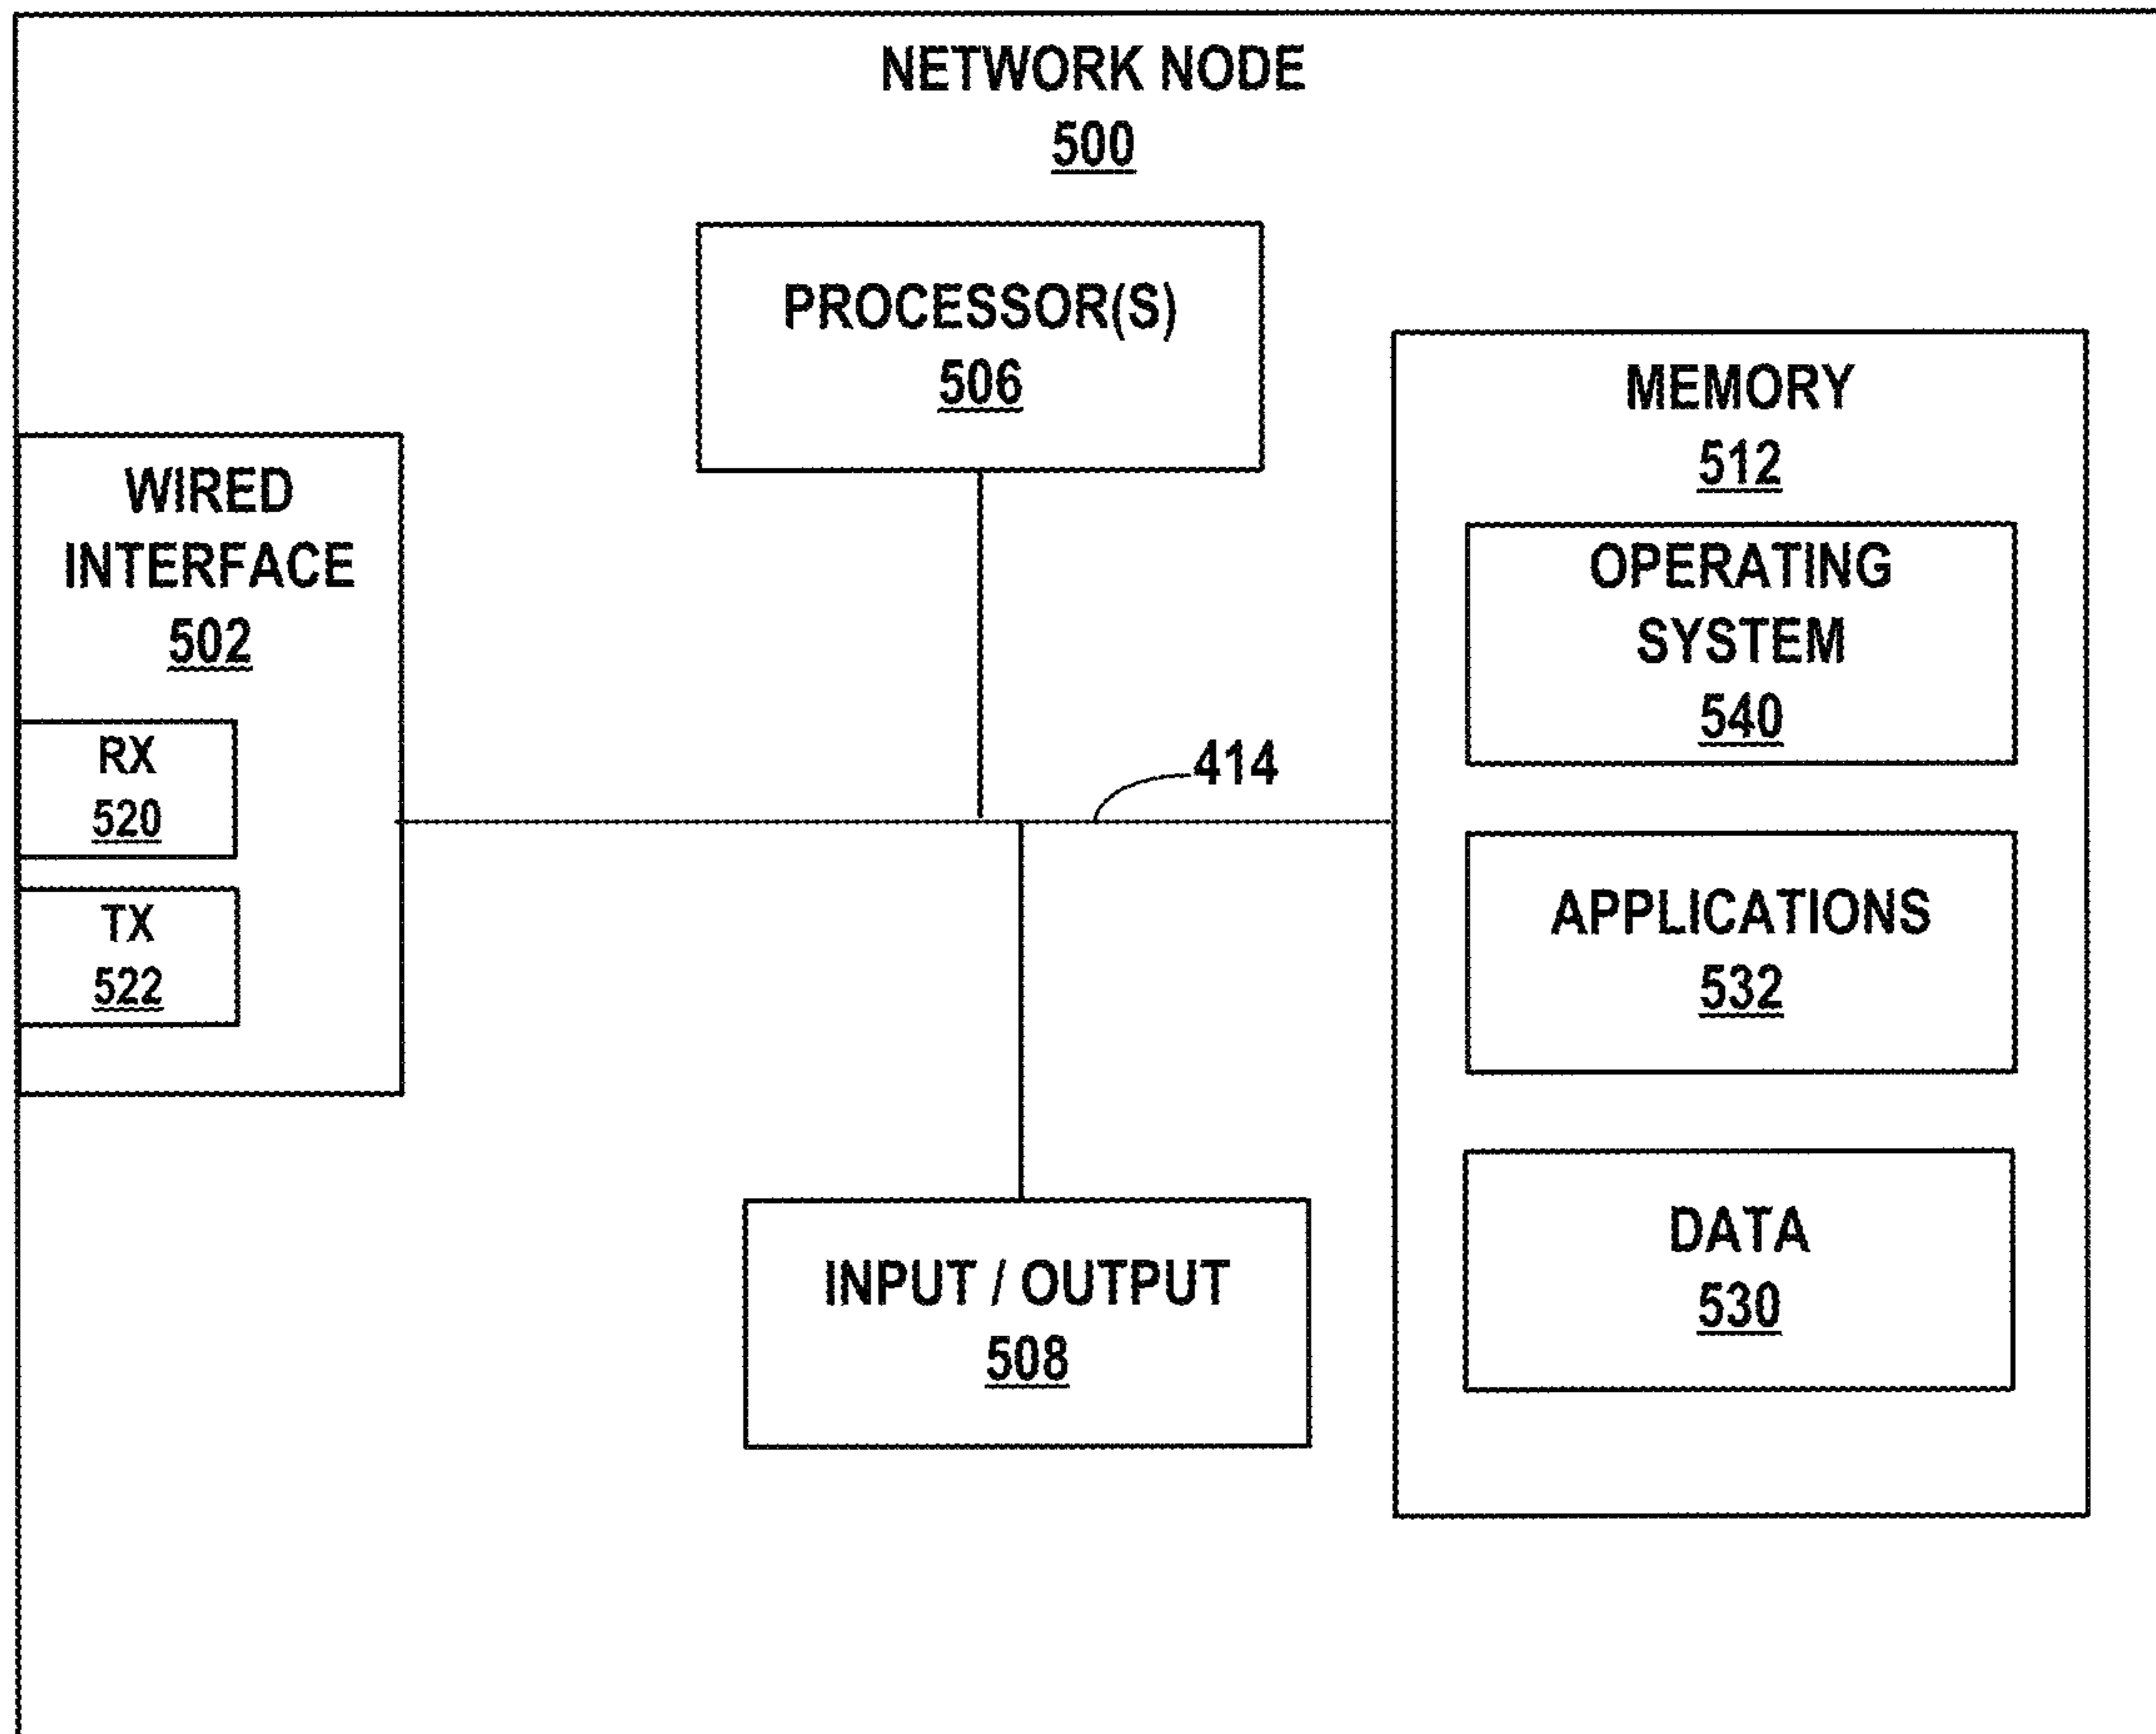 NETWORK NODE
500
PROCESSOR(S)
506
WIRED
INTERFACE
502
RX
520
TX
522
414
INPUT / OUTPUT
508
MEMORY
512
OPERATING
SYSTEM
540
APPLICATIONS
532
DATA
530